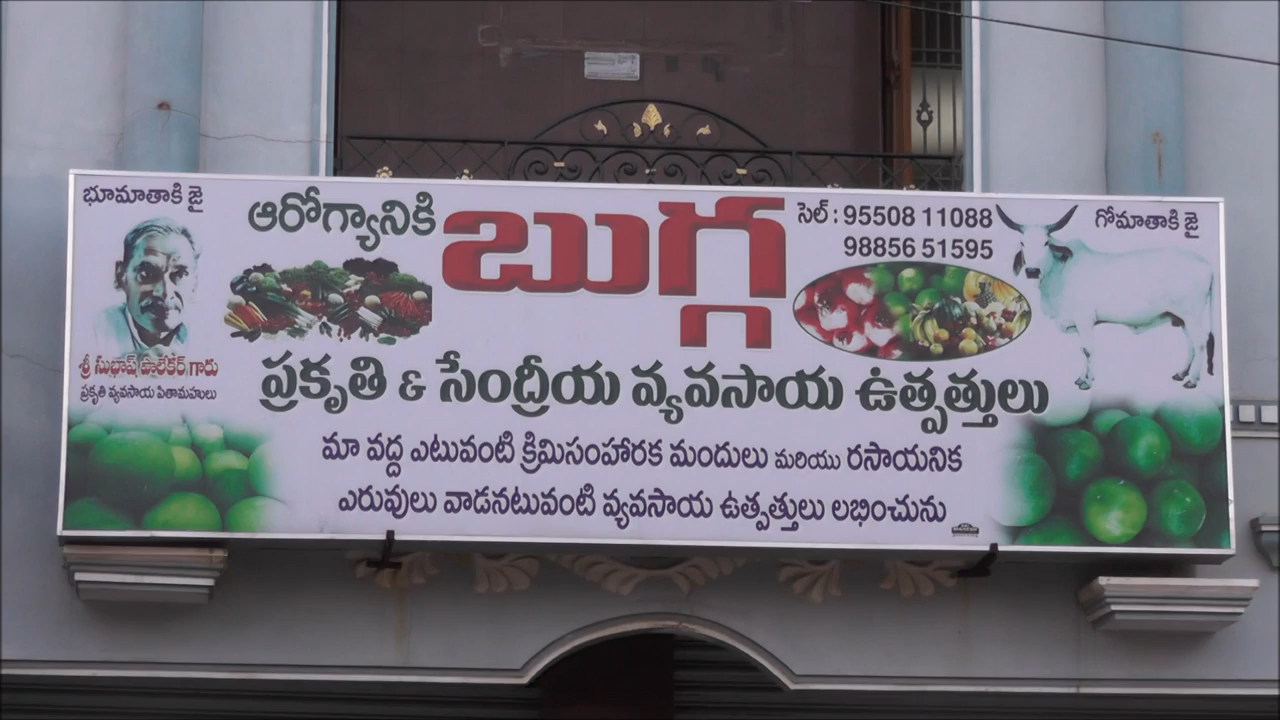 భూమాతాకి జై
ఆరోగ్యానికి
బుగ్గ
సెల్ : 95508 11088
98856 51595
గోమాతాకి జై
శ్రీ సుభాష్ పాలేకర్ గారు
ప్రకృతి వ్యవసాయ పితామహులు
ప్రకృతి & సేంద్రీయ వ్యవసాయ ఉత్పత్తులు
మా వద్ద ఎటువంటి క్రిమిసంహారక మందులు మరియు రసాయనిక
ఎరువులు వాడనటువంటి వ్యవసాయ ఉత్పత్తులు లభించును